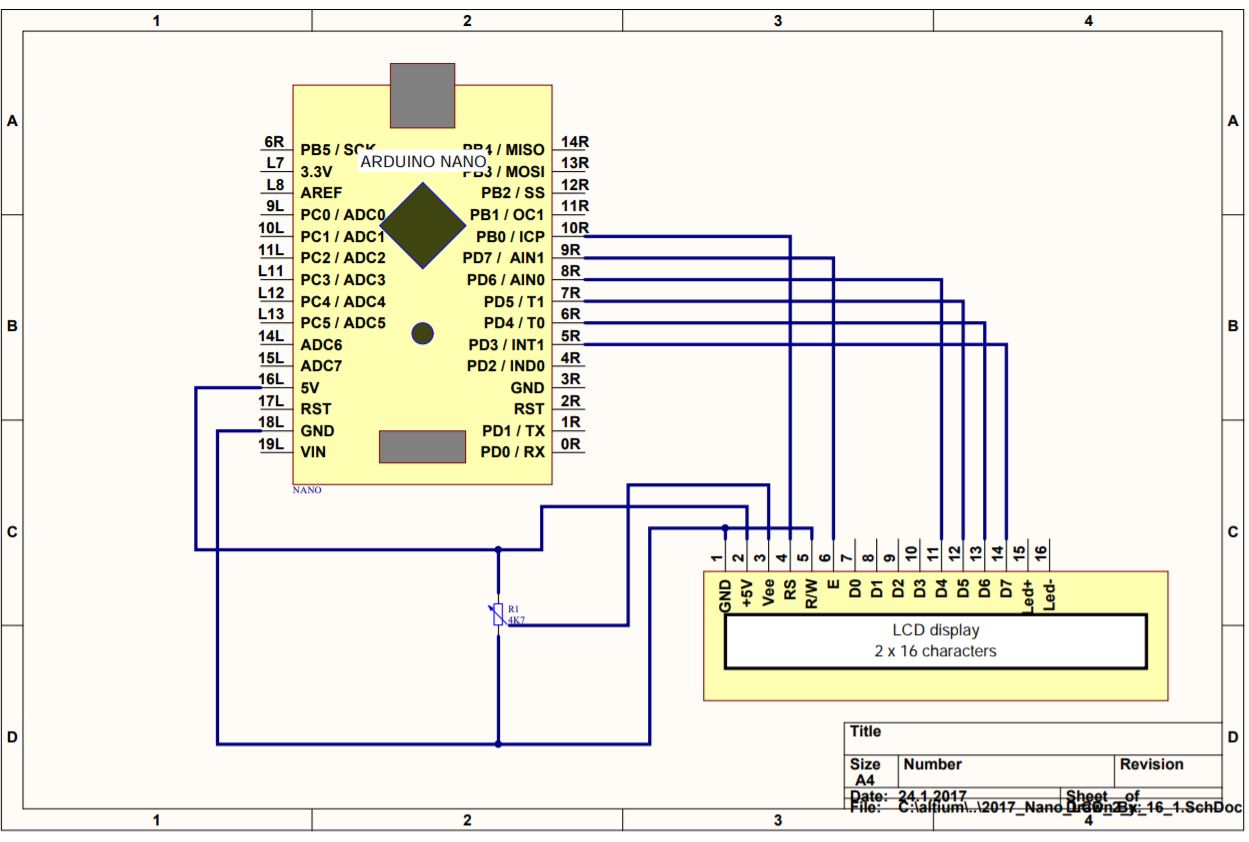 1 2 3 4
A A
ARDUINO NANO
6R PB5 / SCK PB4 / MISO 14R
L7 3.3V PB3 / MOSI 13R
L8 AREF PB2 / SS 12R
9L PC0 / ADC0 PB1 / OC1 11R
10L PC1 / ADC1 PB0 / ICP 10R
11L PC2 / ADC2 PD7 / AIN1 9R
L11 PC3 / ADC3 PD6 / AIN0 8R
L12 PC4 / ADC4 PD5 / T1 7R
L13 PC5 / ADC5 PD4 / T0 6R
B B
14L ADC6 PD3 / INT1 5R
15L ADC7 PD2 / IND0 4R
16L 5V GND 3R
17L RST RST 2R
18L GND PD1 / TX 1R
19L VIN PD0 / RX 0R
NANO
C C
1 2 3 4 5 6 7 8 9 10 11 12 13 14 15 16
GND +5V Vee RS R/W E D0 D1 D2 D3 D4 D5 D6 D7 Led+ Led-
R1
4K7
LCD display
2 x 16 characters
D D
Title
Size Number Revision
A4
Date: 24.1.2017 Sheet of
File: C:\altium\..\2017_Nano_LCD_2_x_16_1.SchDoc
Drawn By:
1 2 3 4